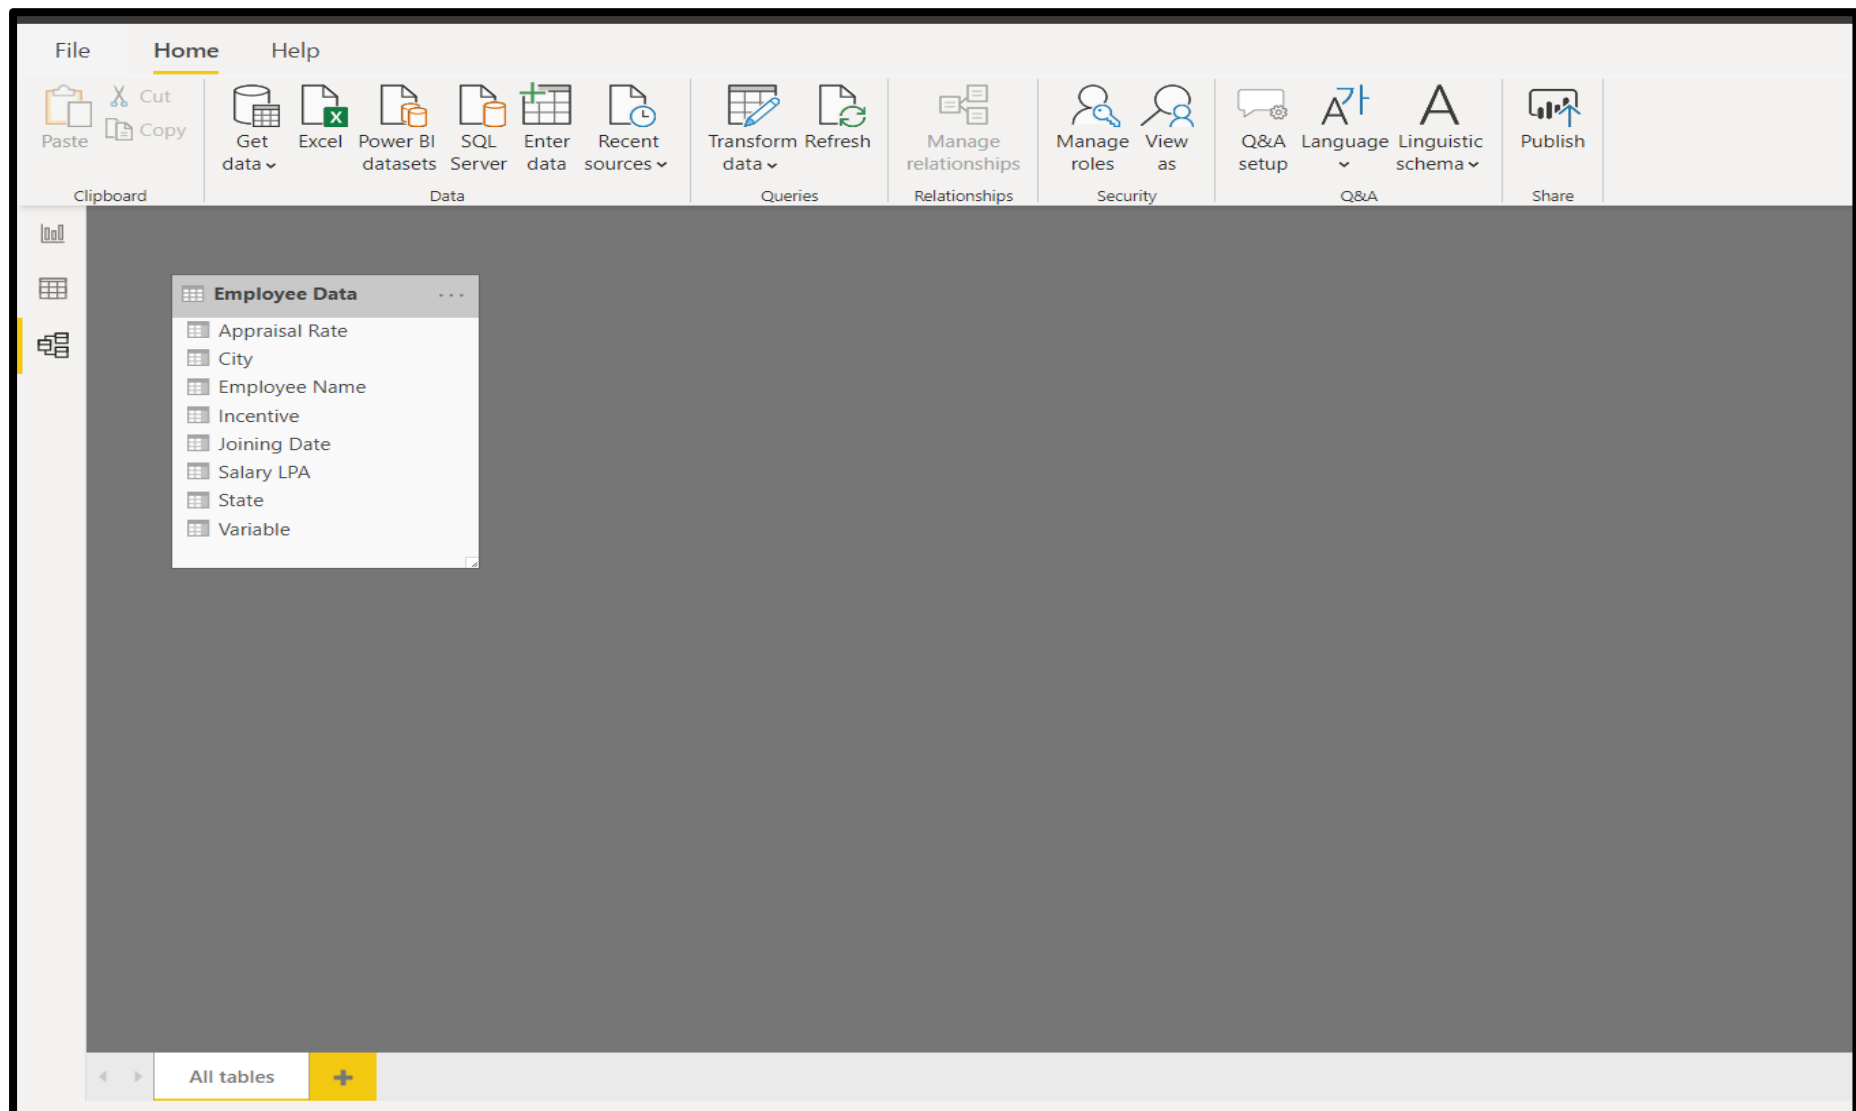 File Home Help
Paste
Cut
Copy
Get data
Excel
Power BI datasets
SQL Server
Enter data
Recent sources
Transform data
Refresh
Manage relationships
Manage roles
View as
Q&A setup
A가
Language
A
Linguistic schema
Publish
Clipboard Data Queries Relationships Security Q&A Share
Employee Data ...
Appraisal Rate
City
Employee Name
Incentive
Joining Date
Salary LPA
State
Variable
All tables +